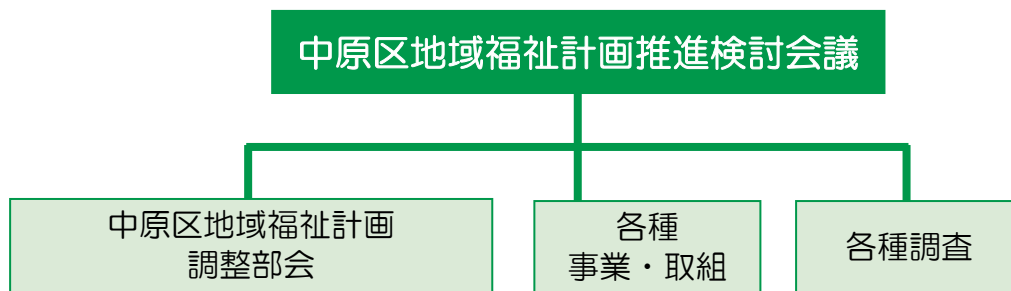 中原区地域福祉計画推進検討会議
中原区地域福祉計画
調整部会
各種
事業・取組
各種調査